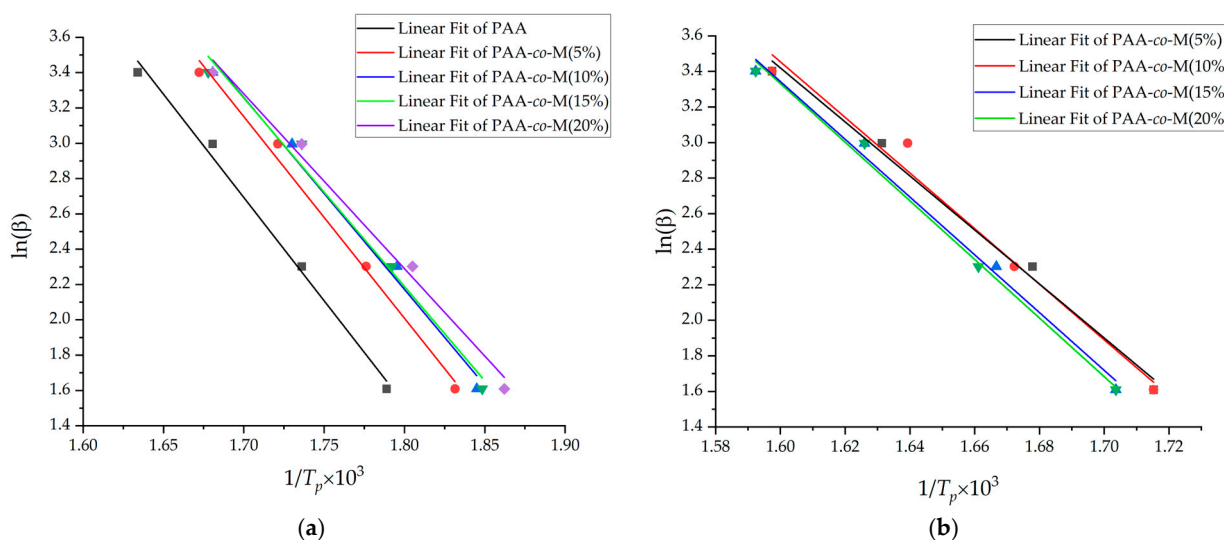 3.6
3.4
3.2
3.0
2.8
2.6
2.4
2.2
2.0
1.8
1.6
1.4
ln(β)
Linear Fit of PAA
Linear Fit of PAA-co-M(5%)
Linear Fit of PAA-co-M(10%)
Linear Fit of PAA-co-M(15%)
Linear Fit of PAA-co-M(20%)
1.60 1.65 1.70 1.75 1.80 1.85 1.90
1/Tp×10³
(a)
3.6
3.4
3.2
3.0
2.8
2.6
2.4
2.2
2.0
1.8
1.6
1.4
ln(β)
Linear Fit of PAA-co-M(5%)
Linear Fit of PAA-co-M(10%
Linear Fit of PAA-co-M(15%
Linear Fit of PAA-co-M(20%
1.58 1.60 1.62 1.64 1.66 1.68 1.70 1.72
1/Tp×10³
(b)